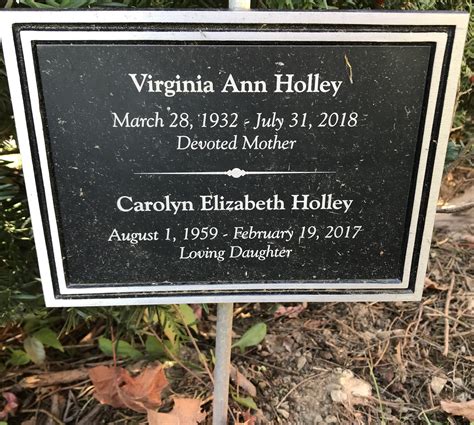 Virginia Ann Holley
March 28, 1932 - July 31, 2018
Devoted Mother
Carolyn Elizabeth Holley
August 1, 1959 - February 19, 2017
Loving Daughter